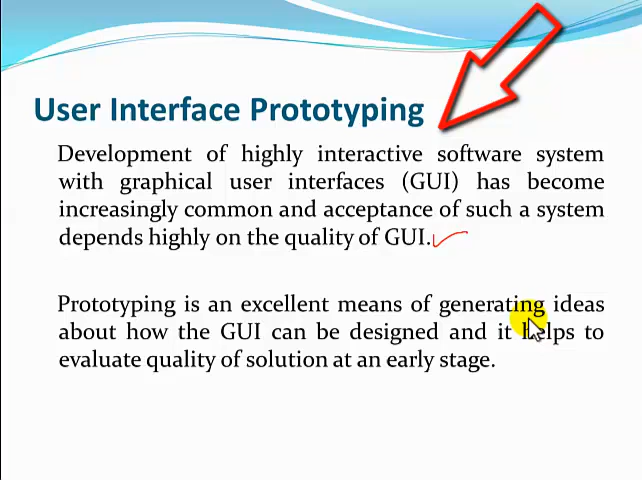 User Interface Prototyping
Development of highly interactive software system
with graphical user interfaces (GUI) has become
increasingly common and acceptance of such a system
depends highly on the quality of GUI.
Prototyping is an excellent means of generating ideas
about how the GUI can be designed and it helps to
evaluate quality of solution at an early stage.